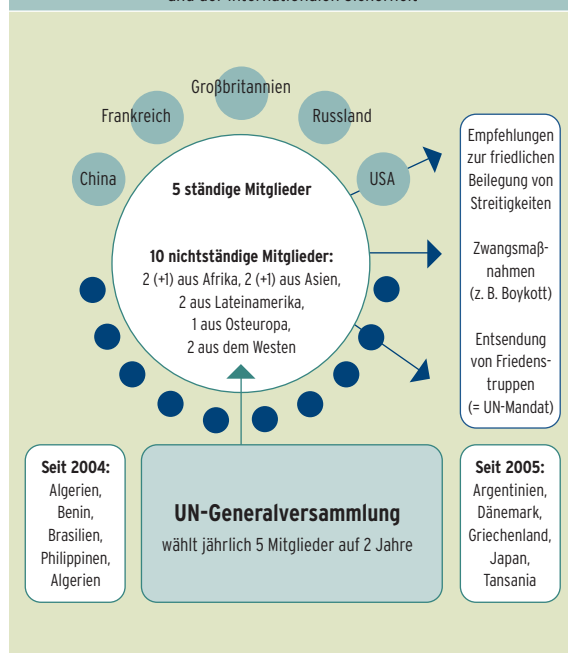 und der internationalen Sicherheit
Großbritannien
Frankreich
Russland
China
USA
5 ständige Mitglieder
10 nichtständige Mitglieder:
2 (+1) aus Afrika, 2 (+1) aus Asien,
2 aus Lateinamerika,
1 aus Osteuropa,
2 aus dem Westen
Empfehlungen
zur friedlichen
Beilegung von
Streitigkeiten
Zwangsmaß-
nahmen
(z. B. Boykott)
Entsendung
von Friedens-
truppen
(= UN-Mandat)
Seit 2004:
Algerien,
Benin,
Brasilien,
Philippinen,
Algerien
UN-Generalversammlung
wählt jährlich 5 Mitglieder auf 2 Jahre
Seit 2005:
Argentinien,
Dänemark,
Griechenland,
Japan,
Tansania